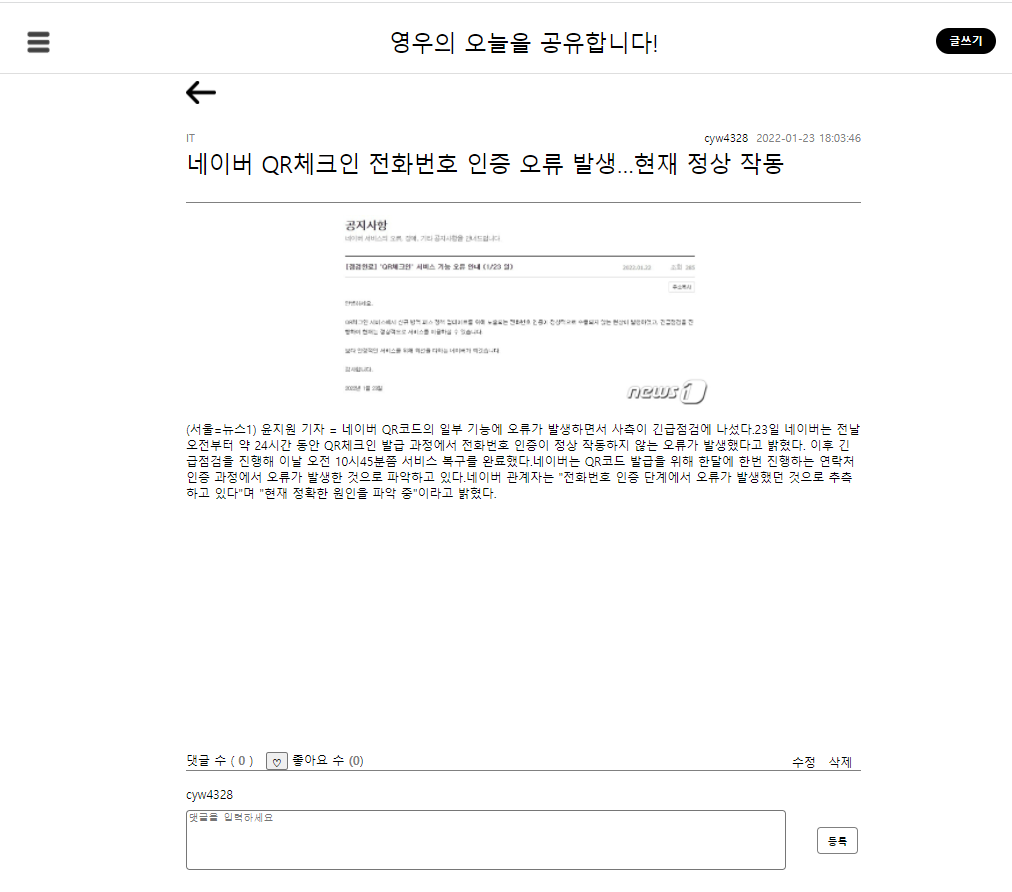 영우의 오늘을 공유합니다!
글쓰기
IT
cyw4328 2022-01-23 18:03:46
네이버 QR체크인 전화번호 인증 오류 발생...현재 정상 작동
공지사항
네이버 서비스의 오류, 장애, 기타 공지사항을 안내드립니다
[점검완료] 'QR체크인' 서비스 기능 오류 안내 (1/23 일)
2022.01.22 조회
주소복사
안녕하세요.
감사합니다.
2022년 1월 23일
news1
(서울=뉴스1) 윤지원 기자 = 네이버 QR코드의 일부 기능에 오류가 발생하면서 사측이 긴급점검에 나섰다.23일 네이버는 전날
오전부터 약 24시간 동안 QR체크인 발급 과정에서 전화번호 인증이 정상 작동하지 않는 오류가 발생했다고 밝혔다. 이후 긴
급점검을 진행해 이날 오전 10시45분쯤 서비스 복구를 완료했다.네이버는 QR코드 발급을 위해 한달에 한번 진행하는 연락처
인증 과정에서 오류가 발생한 것으로 파악하고 있다.네이버 관계자는 "전화번호 인증 단계에서 오류가 발생했던 것으로 추측
하고 있다"며 "현재 정확한 원인을 파악 중"이라고 밝혔다.
댓글 수 ( 0 ) ♡ 좋아요 수 (0)
수정 삭제
cyw4328
댓글을 입력하세요
등록